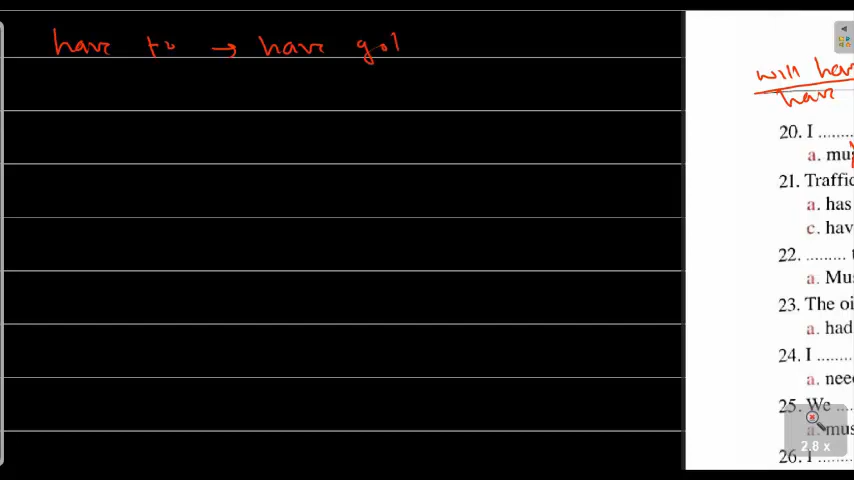 have to → have got
will have
have
20. I ........
a. mus
21. Traffic
a. has
c. hav
22. ......... t
a. Mus
23. The oi
a. had
24. I ........
a. nee
25. We ....
a. mus
2.8 x
26. I ........